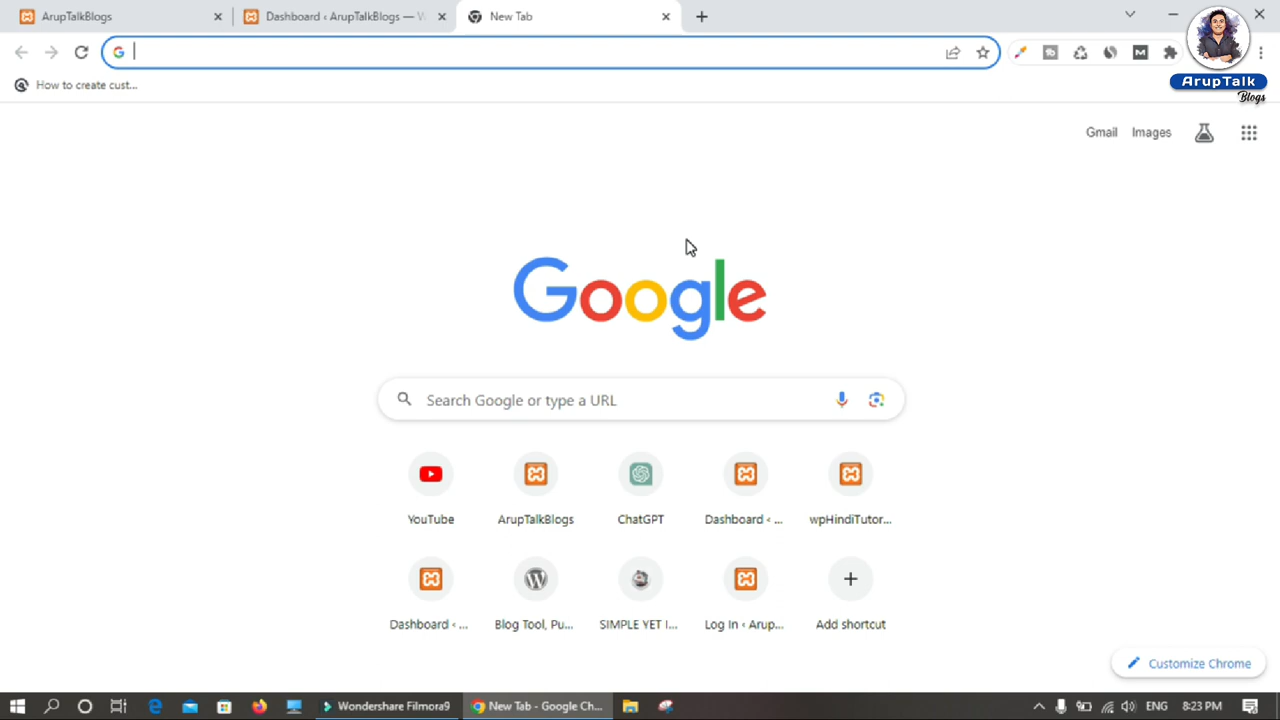 ArupTalkBlogs
Dashboard ‹ ArupTalkBlogs — W
New Tab
How to create cust...
ArupTalk
Blogs
Gmail
Images
Google
Search Google or type a URL
YouTube
ArupTalkBlogs
ChatGPT
Dashboard ‹ ...
wpHindiTutor...
Dashboard ‹ ...
Blog Tool, Pu...
SIMPLE YET I...
Log In ‹ Arup...
Add shortcut
Customize Chrome
Wondershare Filmora9
New Tab - Google Ch...
ENG
8:23 PM